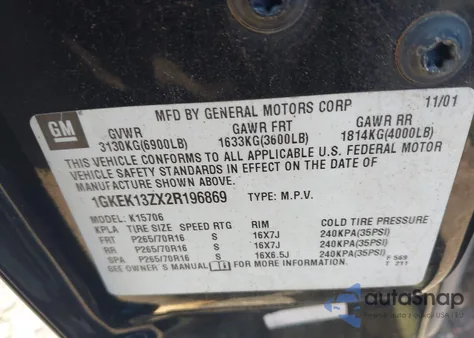 MFD BY GENERAL MOTORS CORP 11/01
GM
GVWR GAWR FRT GAWR RR
3130KG(6900LB) 1633KG(3600LB) 1814KG(4000LB)
THIS VEHICLE CONFORMS TO ALL APPLICABLE U.S. FEDERAL MOTOR
VEHICLE SAFETY STANDARDS IN EFFECT ON THE DATE OF
MANUFACTURE SHOWN ABOVE.
1GKEK13ZX2R196869 TYPE: M.P.V.
MODEL: K15706
KPLA TIRE SIZE SPEED RTG RIM COLD TIRE PRESSURE
FRT P265/70R16 S 16X7J 240KPA(35PSI)
RR P265/70R16 S 16X7J 240KPA(35PSI)
SPA P265/70R16 S 16X6.5J 240KPA(35PSI)
SEE OWNER'S MANUAL FOR MORE INFORMATION
F 569
T 211
autoSnap